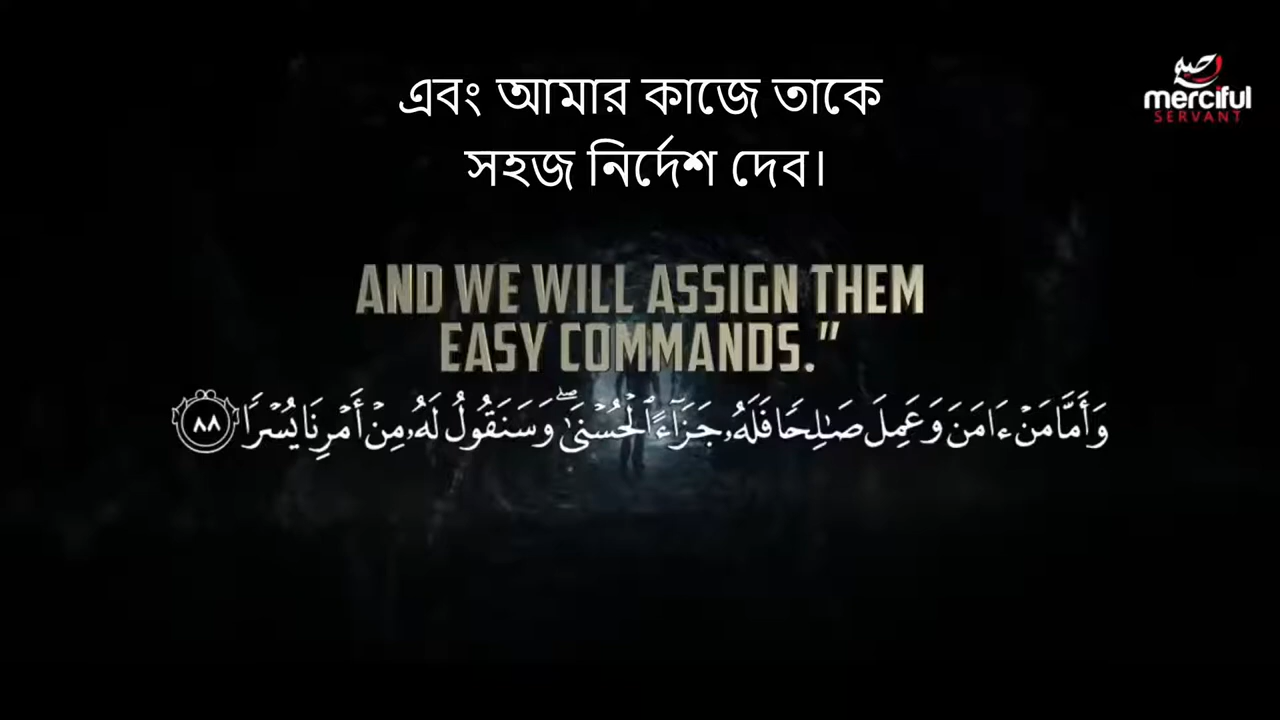 এবং আমার কাজে তাকে
সহজ নির্দেশ দেব।
merciful
SERVANT
AND WE WILL ASSIGN THEM
EASY COMMANDS."
وَأَمَّا مَنْ ءَامَنَ وَعَمِلَ صَـٰلِحًا فَلَهُۥ جَزَآءً ٱلْحُسْنَىٰ ۖ وَسَنَقُولُ لَهُۥ مِنْ أَمْرِنَا يُسْرًا ٨٨